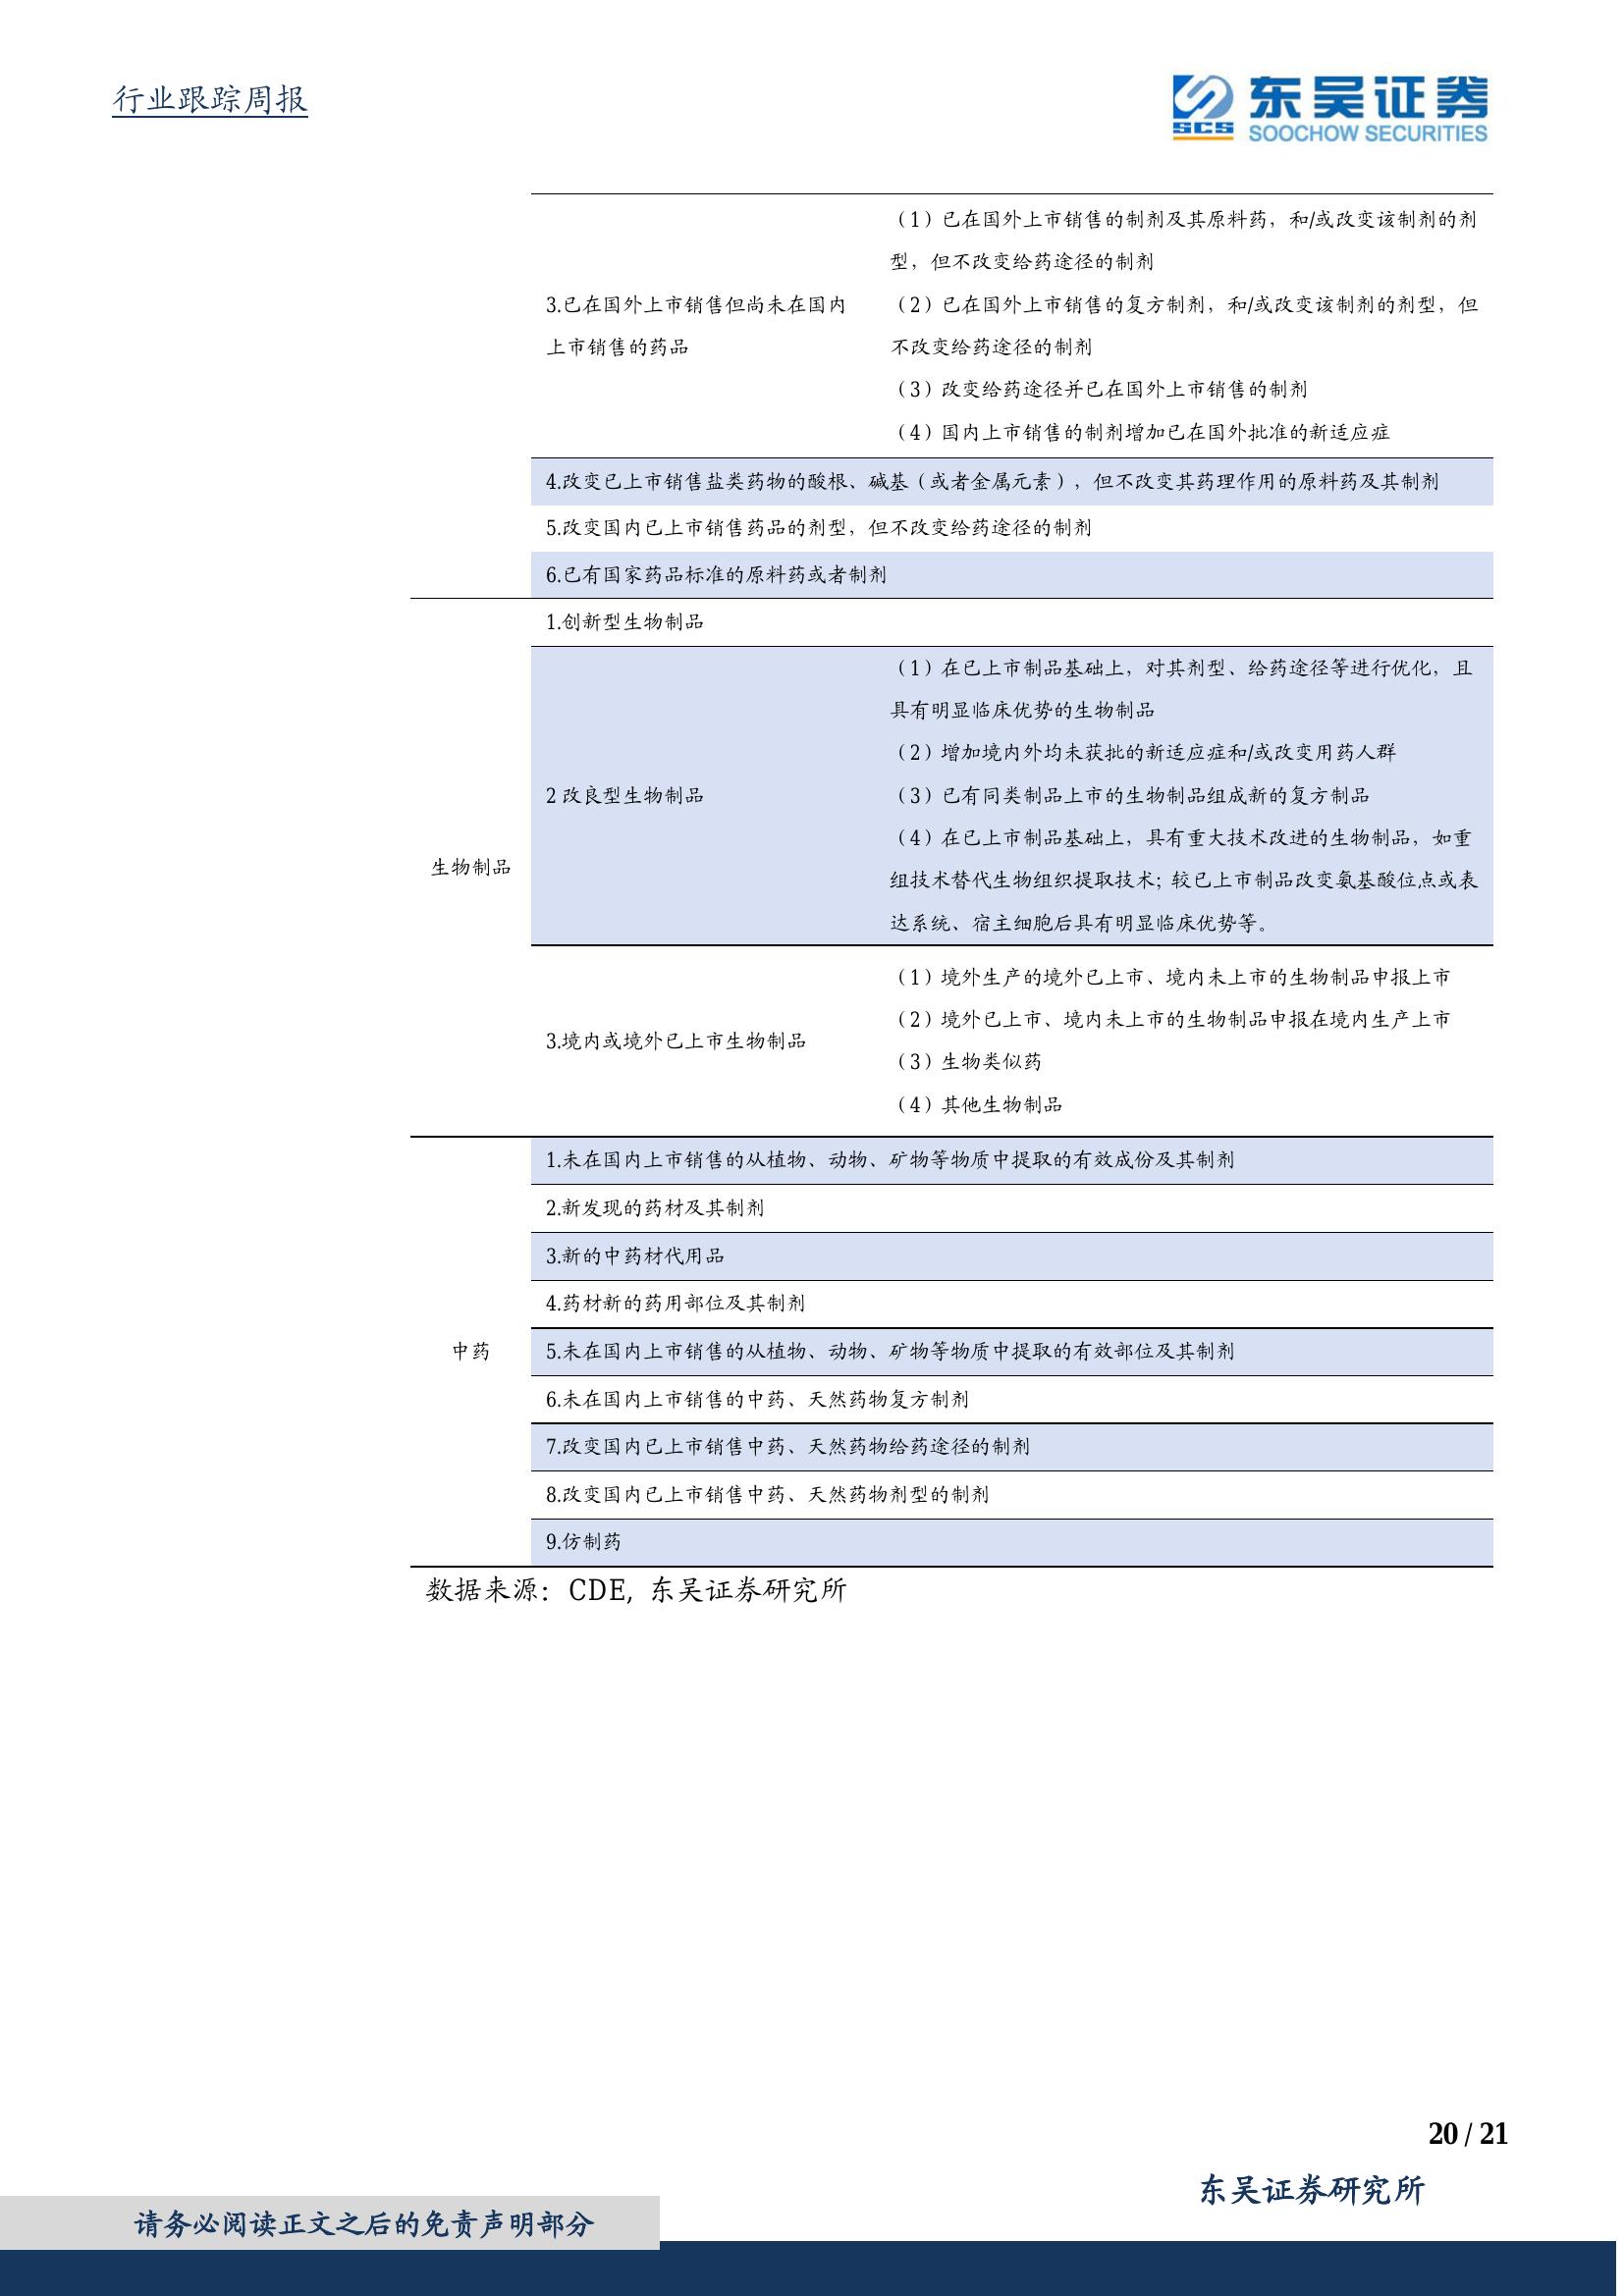 行业跟踪周报
SCS
东吴证券
SOOCHOW SECURITIES
3.已在国外上市销售但尚未在国内
上市销售的药品
（1）已在国外上市销售的制剂及其原料药，和/或改变该制剂的剂
型，但不改变给药途径的制剂
（2）已在国外上市销售的复方制剂，和/或改变该制剂的剂型，但
不改变给药途径的制剂
（3）改变给药途径并已在国外上市销售的制剂
（4）国内上市销售的制剂增加已在国外批准的新适应症
4.改变已上市销售盐类药物的酸根、碱基（或者金属元素），但不改变其药理作用的原料药及其制剂
5.改变国内已上市销售药品的剂型，但不改变给药途径的制剂
6.已有国家药品标准的原料药或者制剂
生物制品
1.创新型生物制品
2 改良型生物制品
（1）在已上市制品基础上，对其剂型、给药途径等进行优化，且
具有明显临床优势的生物制品
（2）增加境内外均未获批的新适应症和/或改变用药人群
（3）已有同类制品上市的生物制品组成新的复方制品
（4）在已上市制品基础上，具有重大技术改进的生物制品，如重
组技术替代生物组织提取技术；较已上市制品改变氨基酸位点或表
达系统、宿主细胞后具有明显临床优势等。
3.境内或境外已上市生物制品
（1）境外生产的境外已上市、境内未上市的生物制品申报上市
（2）境外已上市、境内未上市的生物制品申报在境内生产上市
（3）生物类似药
（4）其他生物制品
中药
1.未在国内上市销售的从植物、动物、矿物等物质中提取的有效成份及其制剂
2.新发现的药材及其制剂
3.新的中药材代用品
4.药材新的药用部位及其制剂
5.未在国内上市销售的从植物、动物、矿物等物质中提取的有效部位及其制剂
6.未在国内上市销售的中药、天然药物复方制剂
7.改变国内已上市销售中药、天然药物给药途径的制剂
8.改变国内已上市销售中药、天然药物剂型的制剂
9.仿制药
数据来源：CDE，东吴证券研究所
20 / 21
东吴证券研究所
请务必阅读正文之后的免责声明部分